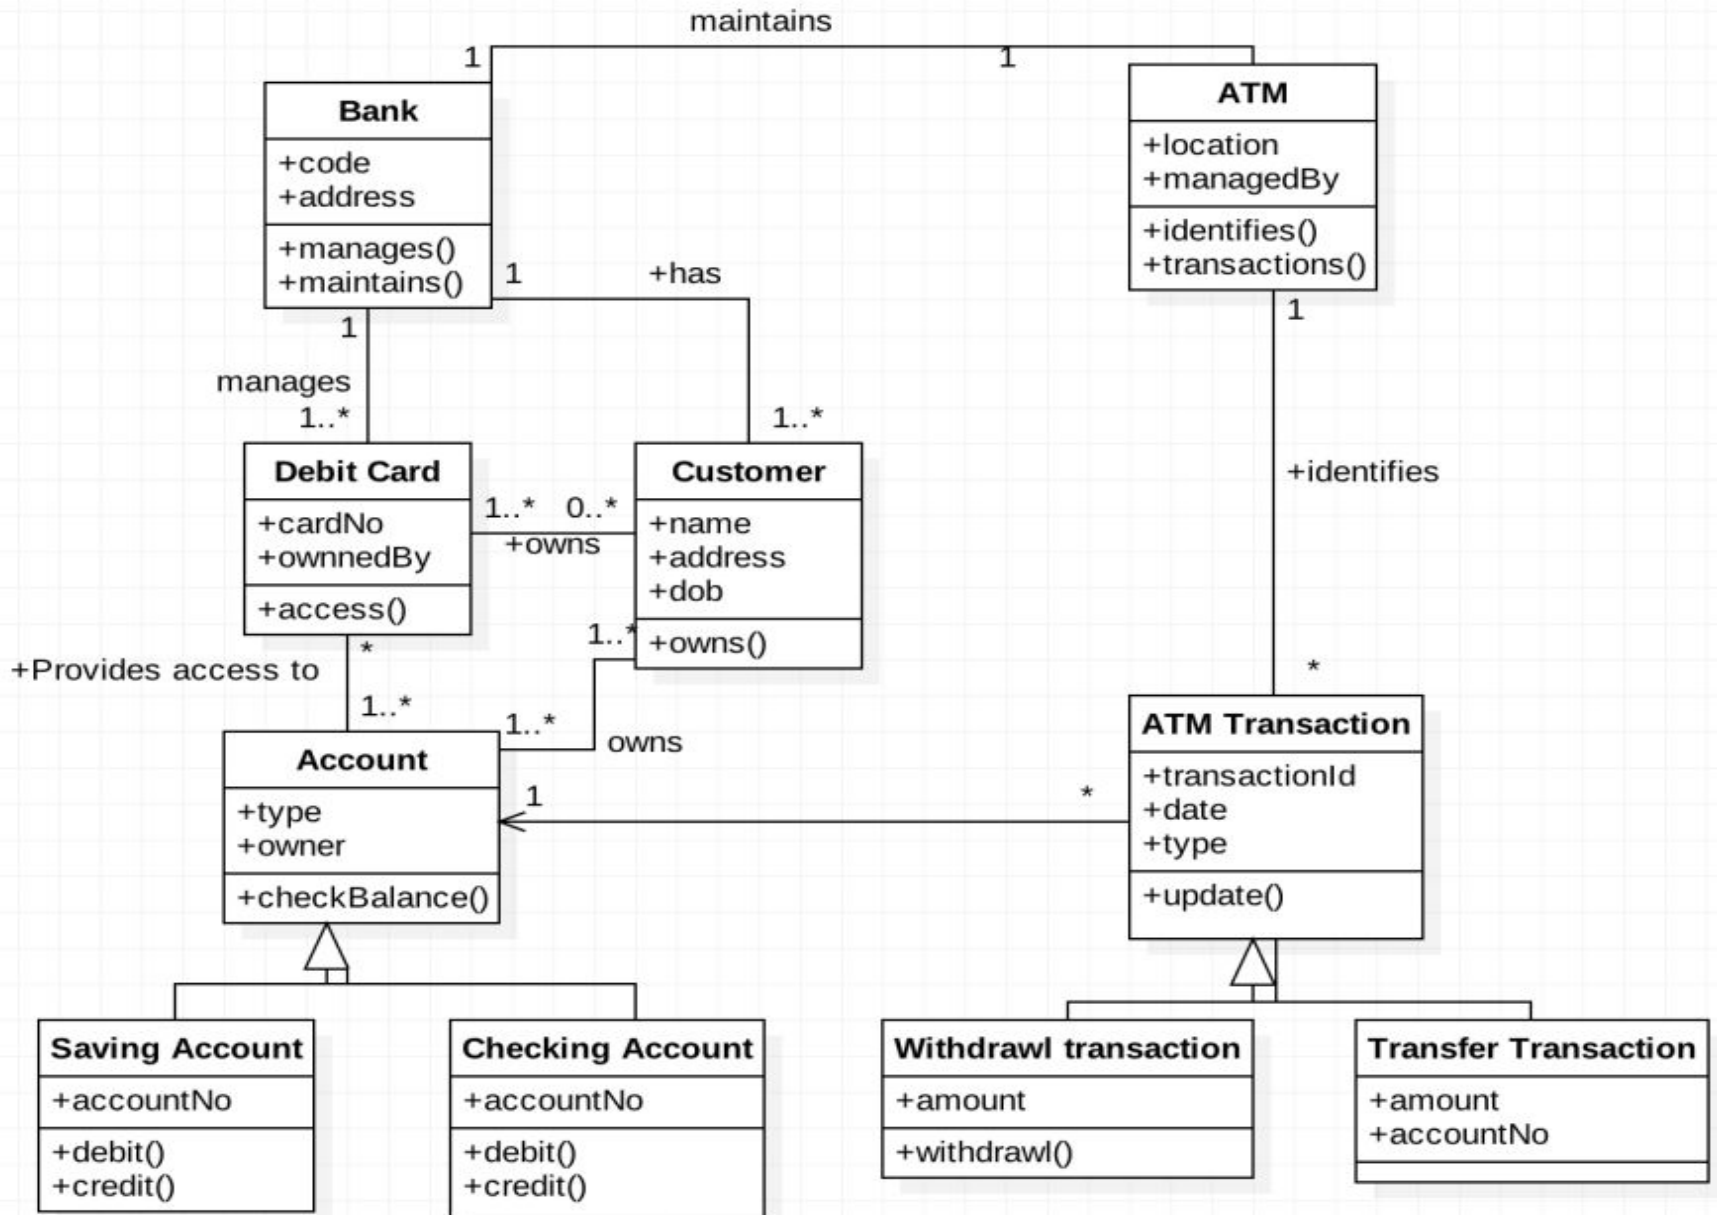 maintains
1
1
Bank
+code
+address
+manages()
+maintains()
ATM
+location
+managedBy
+identifies()
+transactions()
1
+has
1
1
manages
1..*
1..*
Debit Card
+cardNo
+ownnedBy
+access()
1..*
0..*
+owns
Customer
+name
+address
+dob
+owns()
+identifies
*
+Provides access to
1..*
1..*
1..*
owns
*
Account
+type
+owner
+checkBalance()
1
*
ATM Transaction
+transactionId
+date
+type
+update()
Saving Account
+accountNo
+debit()
+credit()
Checking Account
+accountNo
+debit()
+credit()
Withdrawl transaction
+amount
+withdrawl()
Transfer Transaction
+amount
+accountNo